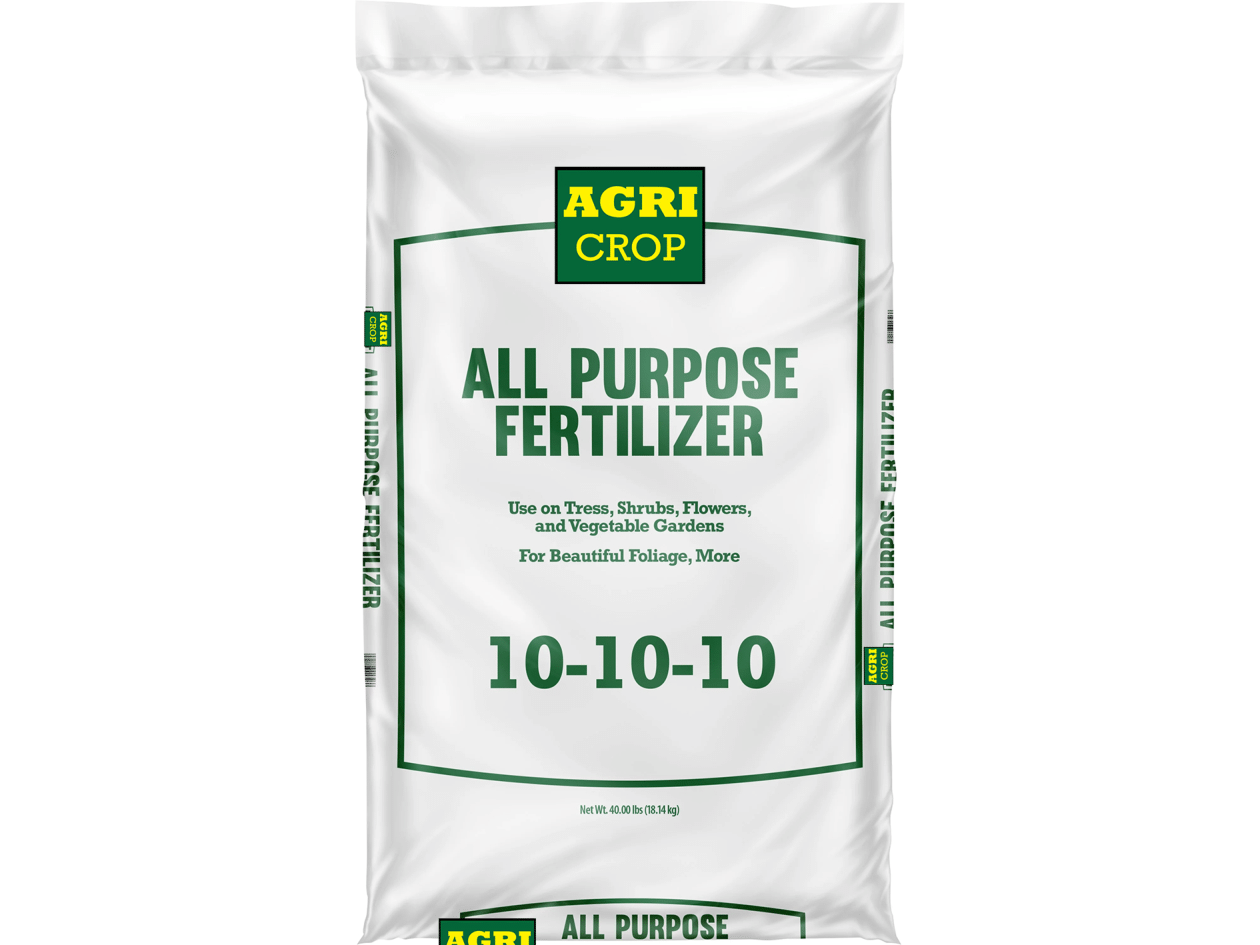 AGRI
CROP
ALL PURPOSE
FERTILIZER
Use on Tress, Shrubs, Flowers,
and Vegetable Gardens
For Beautiful Foliage, More
10-10-10
Net Wt. 40.00 lbs (18.14 kg)
AGRI
CROP
ALL PURPOSE FERTILIZER
ALL PURPOSE FERTILIZER
AGRI
CROP
AGRI
ALL PURPOSE